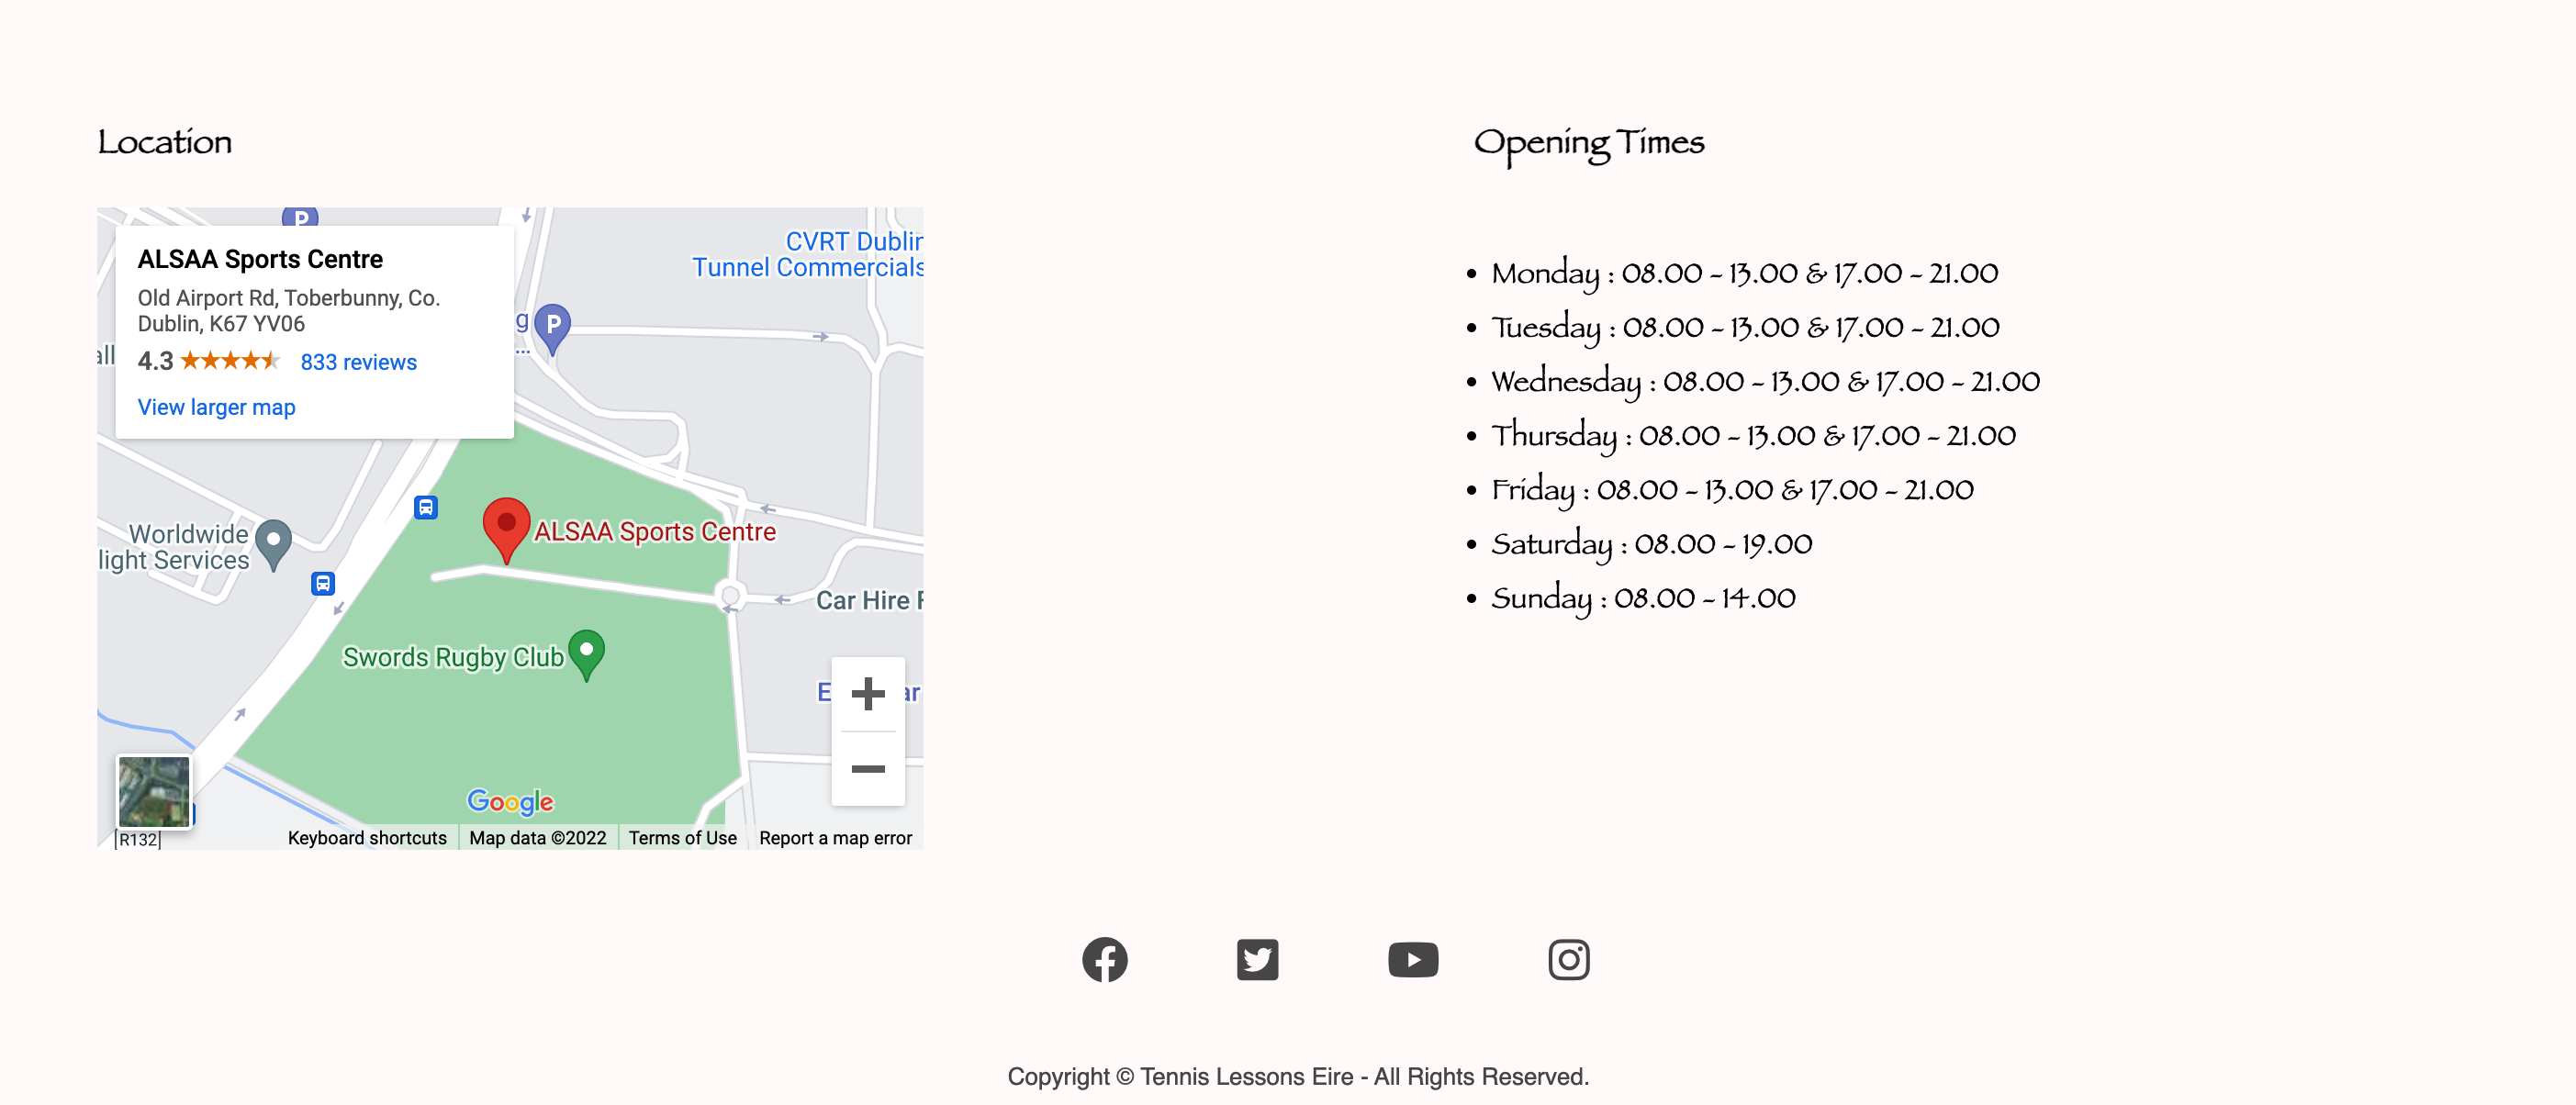 Location
P
ALSAA Sports Centre
Old Airport Rd, Toberbunny, Co.
Dublin, K67 YV06
4.3 833 reviews
View larger map
CVRT Dublin
Tunnel Commercials
P
ALSAA Sports Centre
Worldwide
light Services
Car Hire
Swords Rugby Club
+
−
Google
[R132]
Keyboard shortcuts Map data ©2022 Terms of Use Report a map error
Opening Times
• Monday : 08.00 - 13.00 & 17.00 - 21.00
• Tuesday : 08.00 - 13.00 & 17.00 - 21.00
• Wednesday : 08.00 - 13.00 & 17.00 - 21.00
• Thursday : 08.00 - 13.00 & 17.00 - 21.00
• Friday : 08.00 - 13.00 & 17.00 - 21.00
• Saturday : 08.00 - 19.00
• Sunday : 08.00 - 14.00
Copyright © Tennis Lessons Eire - All Rights Reserved.